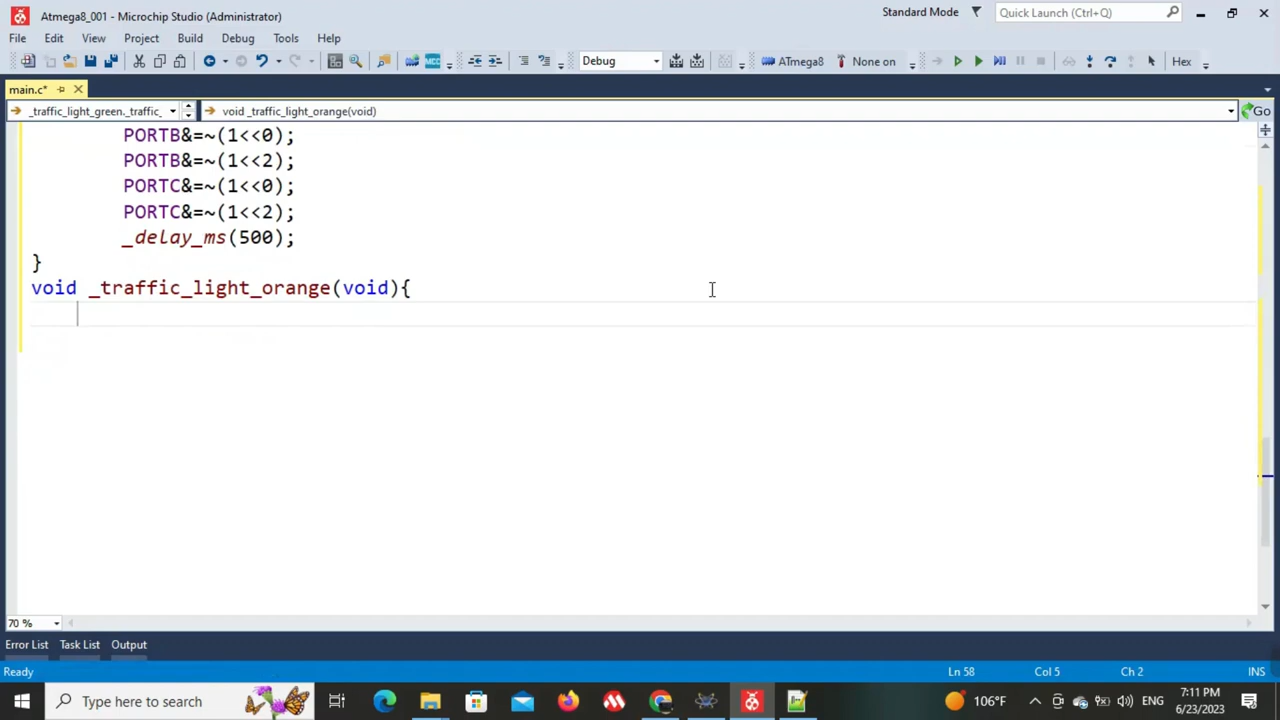 Atmega8_001 - Microchip Studio (Administrator)
Standard Mode
Quick Launch (Ctrl+Q)
File Edit View Project Build Debug Tools Help
Debug
ATmega8
None on
Hex
main.c*
_traffic_light_green._traffic_
void _traffic_light_orange(void)
Go
PORTB&=~(1<<0);
PORTB&=~(1<<2);
PORTC&=~(1<<0);
PORTC&=~(1<<2);
_delay_ms(500);
}
void _traffic_light_orange(void){
70 %
Error List Task List Output
Ready
Ln 58
Col 5
Ch 2
INS
Type here to search
106°F
ENG
7:11 PM
6/23/2023